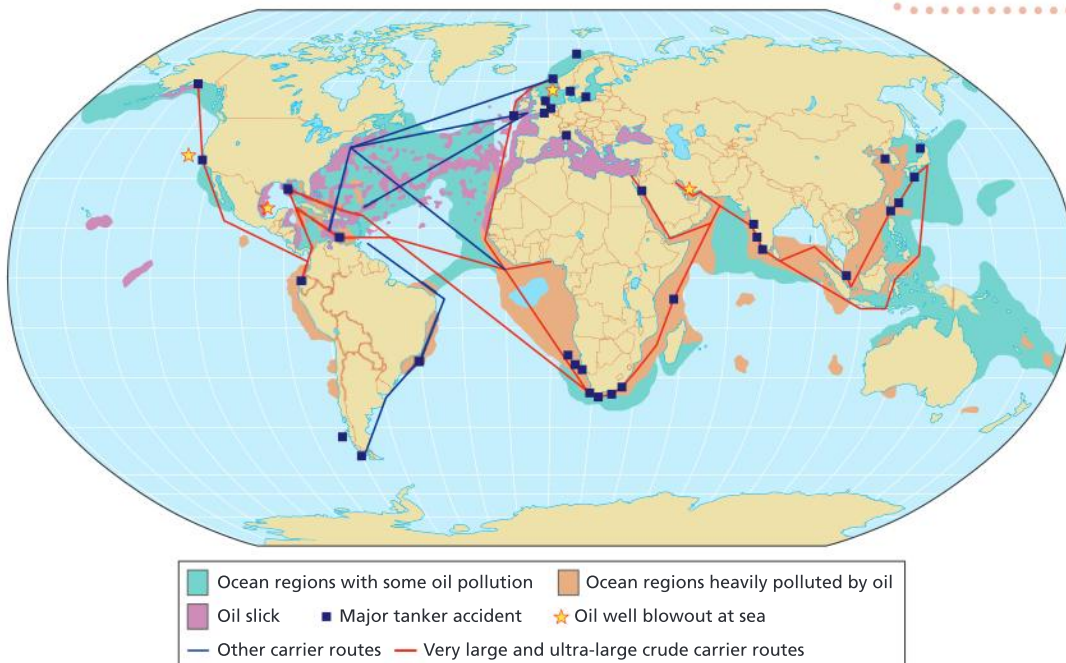 Ocean regions with some oil pollution Ocean regions heavily polluted by oil
Oil slick Major tanker accident Oil well blowout at sea
Other carrier routes Very large and ultra-large crude carrier routes